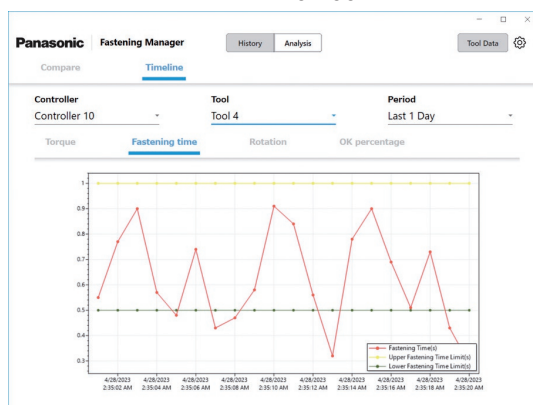 Panasonic Fastening Manager History Analysis Tool Data
Compare Timeline
Controller Tool Period
Controller 10 Tool 4 Last 1 Day
Torque Fastening time Rotation OK percentage
1
0.9
0.8
0.7
0.6
0.5
0.4
0.3
Fastening Time(s)
Upper Fastening Time Limit(s)
Lower Fastening Time Limit(s)
4/28/2023 4/28/2023 4/28/2023 4/28/2023 4/28/2023 4/28/2023 4/28/2023 4/28/2023 4/28/2023 4/28/2023
2:35:02 AM 2:35:04 AM 2:35:06 AM 2:35:08 AM 2:35:10 AM 2:35:12 AM 2:35:14 AM 2:35:16 AM 2:35:18 AM 2:35:20 AM